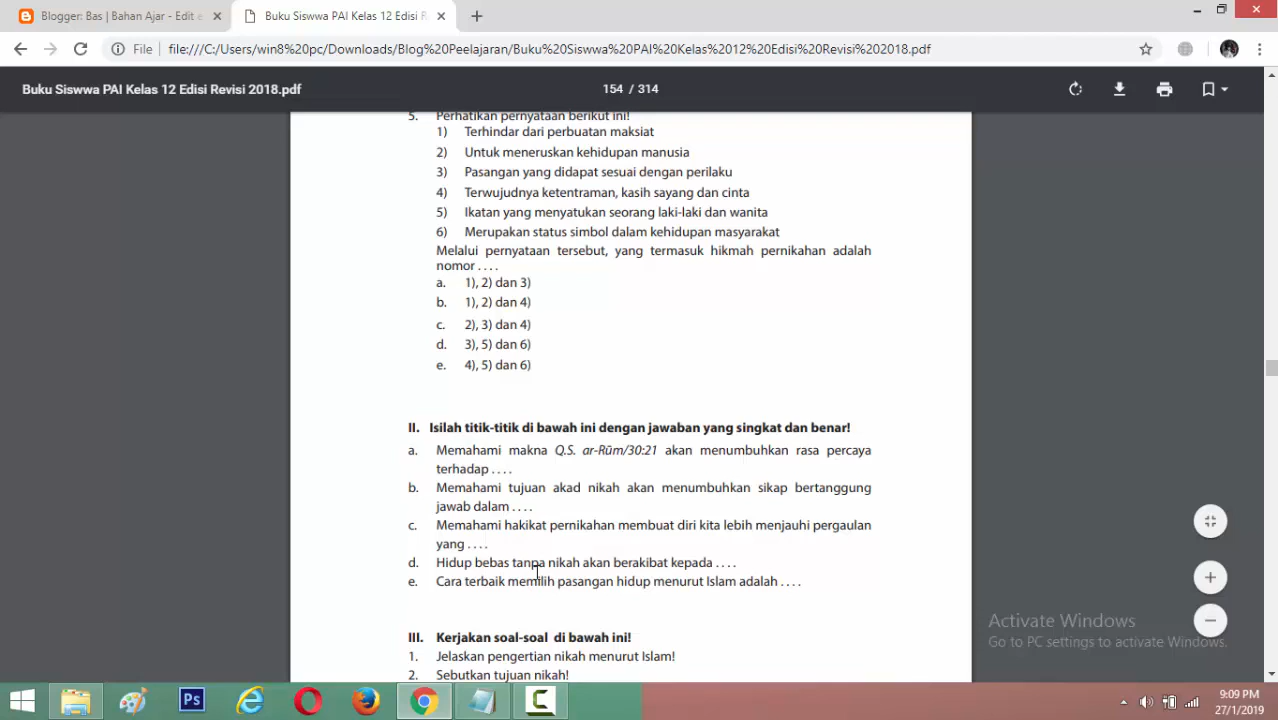 Blogger: Bas | Bahan Ajar - Edit e
Buku Siswwa PAI Kelas 12 Edisi R
File
file:///C:/Users/win8%20pc/Downloads/Blog%20Peelajaran/Buku%20Siswwa%20PAI%20Kelas%2012%20Edisi%20Revisi%202018.pdf
Buku Siswwa PAI Kelas 12 Edisi Revisi 2018.pdf
154 / 314
5. Perhatikan pernyataan berikut ini!
1) Terhindar dari perbuatan maksiat
2) Untuk meneruskan kehidupan manusia
3) Pasangan yang didapat sesuai dengan perilaku
4) Terwujudnya ketentraman, kasih sayang dan cinta
5) Ikatan yang menyatukan seorang laki-laki dan wanita
6) Merupakan status simbol dalam kehidupan masyarakat
Melalui pernyataan tersebut, yang termasuk hikmah pernikahan adalah
nomor . . . .
a. 1), 2) dan 3)
b. 1), 2) dan 4)
c. 2), 3) dan 4)
d. 3), 5) dan 6)
e. 4), 5) dan 6)
II. Isilah titik-titik di bawah ini dengan jawaban yang singkat dan benar!
a. Memahami makna Q.S. ar-Rūm/30:21 akan menumbuhkan rasa percaya
terhadap . . . .
b. Memahami tujuan akad nikah akan menumbuhkan sikap bertanggung
jawab dalam . . . .
c. Memahami hakikat pernikahan membuat diri kita lebih menjauhi pergaulan
yang . . . .
d. Hidup bebas tanpa nikah akan berakibat kepada . . . .
e. Cara terbaik memilih pasangan hidup menurut Islam adalah . . . .
III. Kerjakan soal-soal di bawah ini!
1. Jelaskan pengertian nikah menurut Islam!
2. Sebutkan tujuan nikah!
Activate Windows
Go to PC settings to activate Windows.
Ps
9:09 PM
27/1/2019